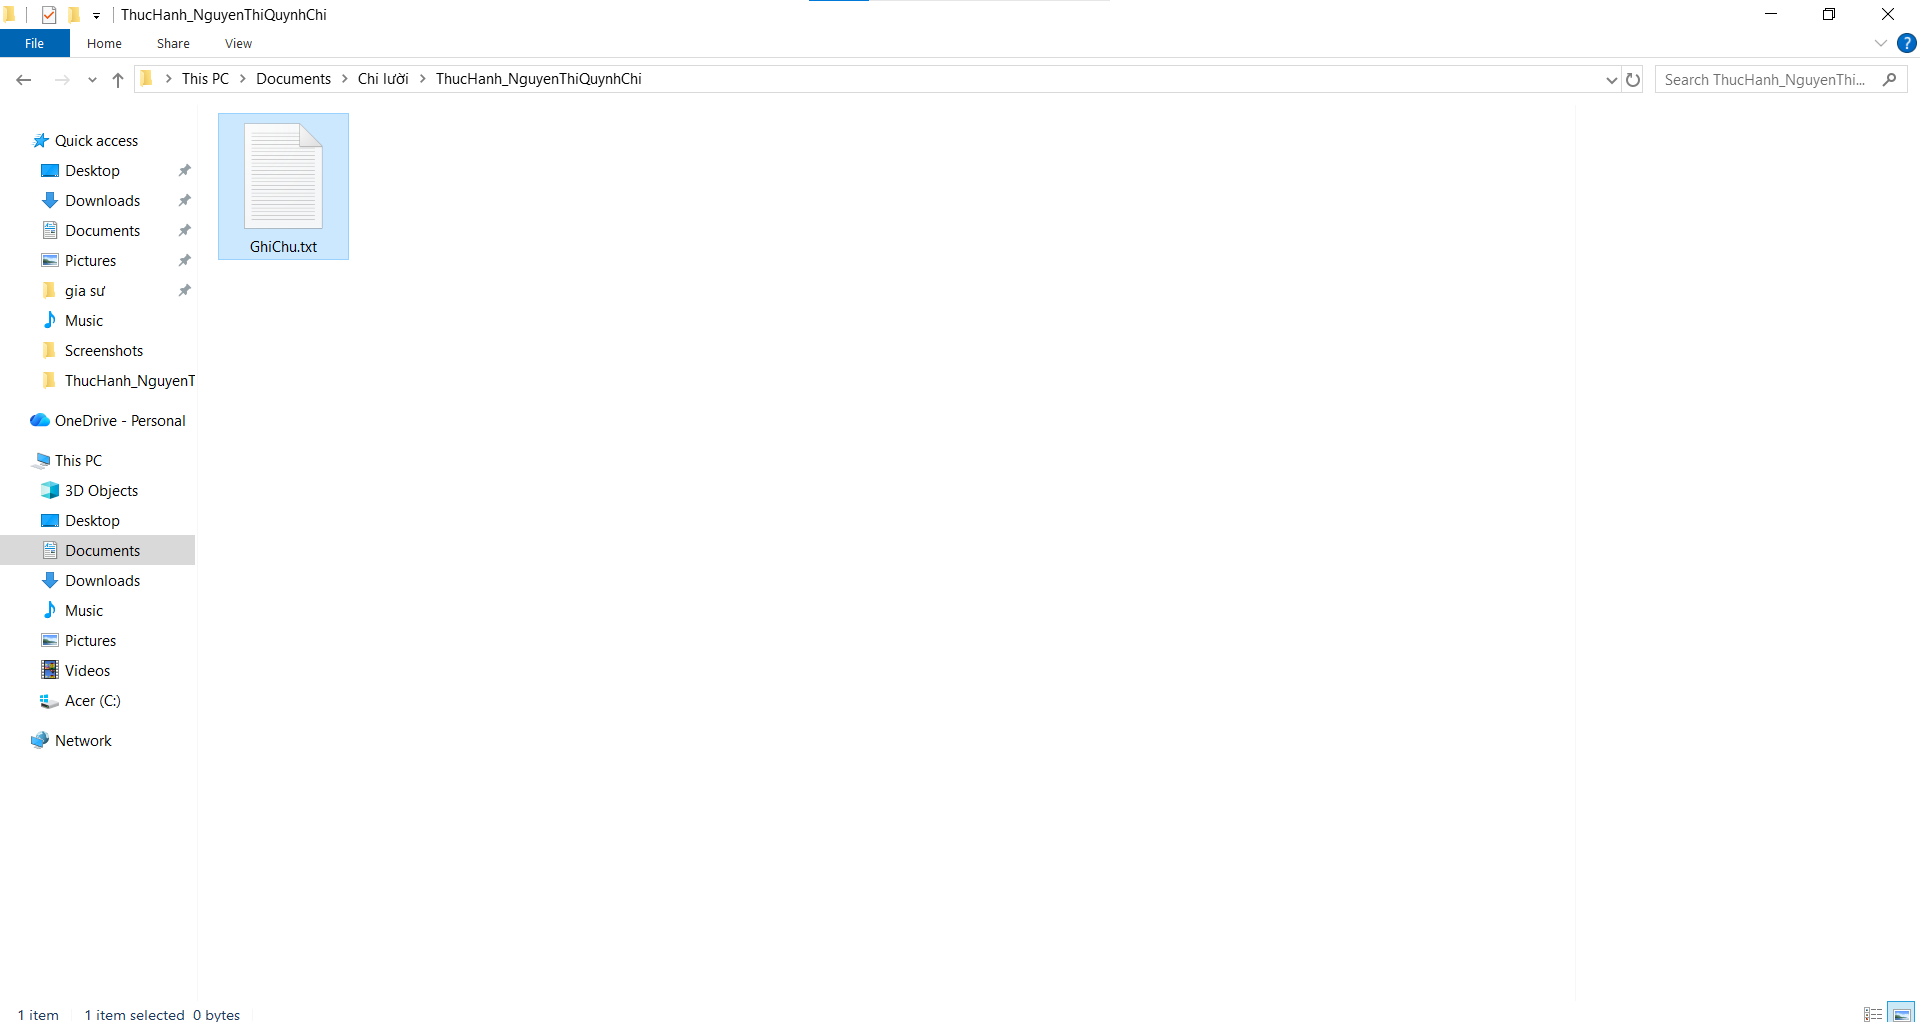 ThucHanh_NguyenThiQuynhChi
File Home Share View
This PC Documents Chi lười ThucHanh_NguyenThiQuynhChi
Search ThucHanh_NguyenThi...
Quick access
Desktop
Downloads
Documents
Pictures
gia sư
Music
Screenshots
ThucHanh_NguyenT
OneDrive - Personal
This PC
3D Objects
Desktop
Documents
Downloads
Music
Pictures
Videos
Acer (C:)
Network
GhiChu.txt
1 item 1 item selected 0 bytes